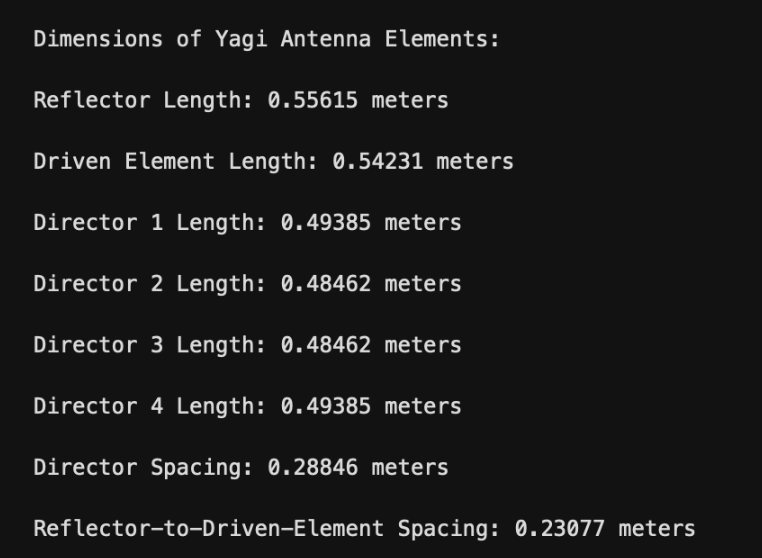 Dimensions of Yagi Antenna Elements:
Reflector Length: 0.55615 meters
Driven Element Length: 0.54231 meters
Director 1 Length: 0.49385 meters
Director 2 Length: 0.48462 meters
Director 3 Length: 0.48462 meters
Director 4 Length: 0.49385 meters
Director Spacing: 0.28846 meters
Reflector-to-Driven-Element Spacing: 0.23077 meters